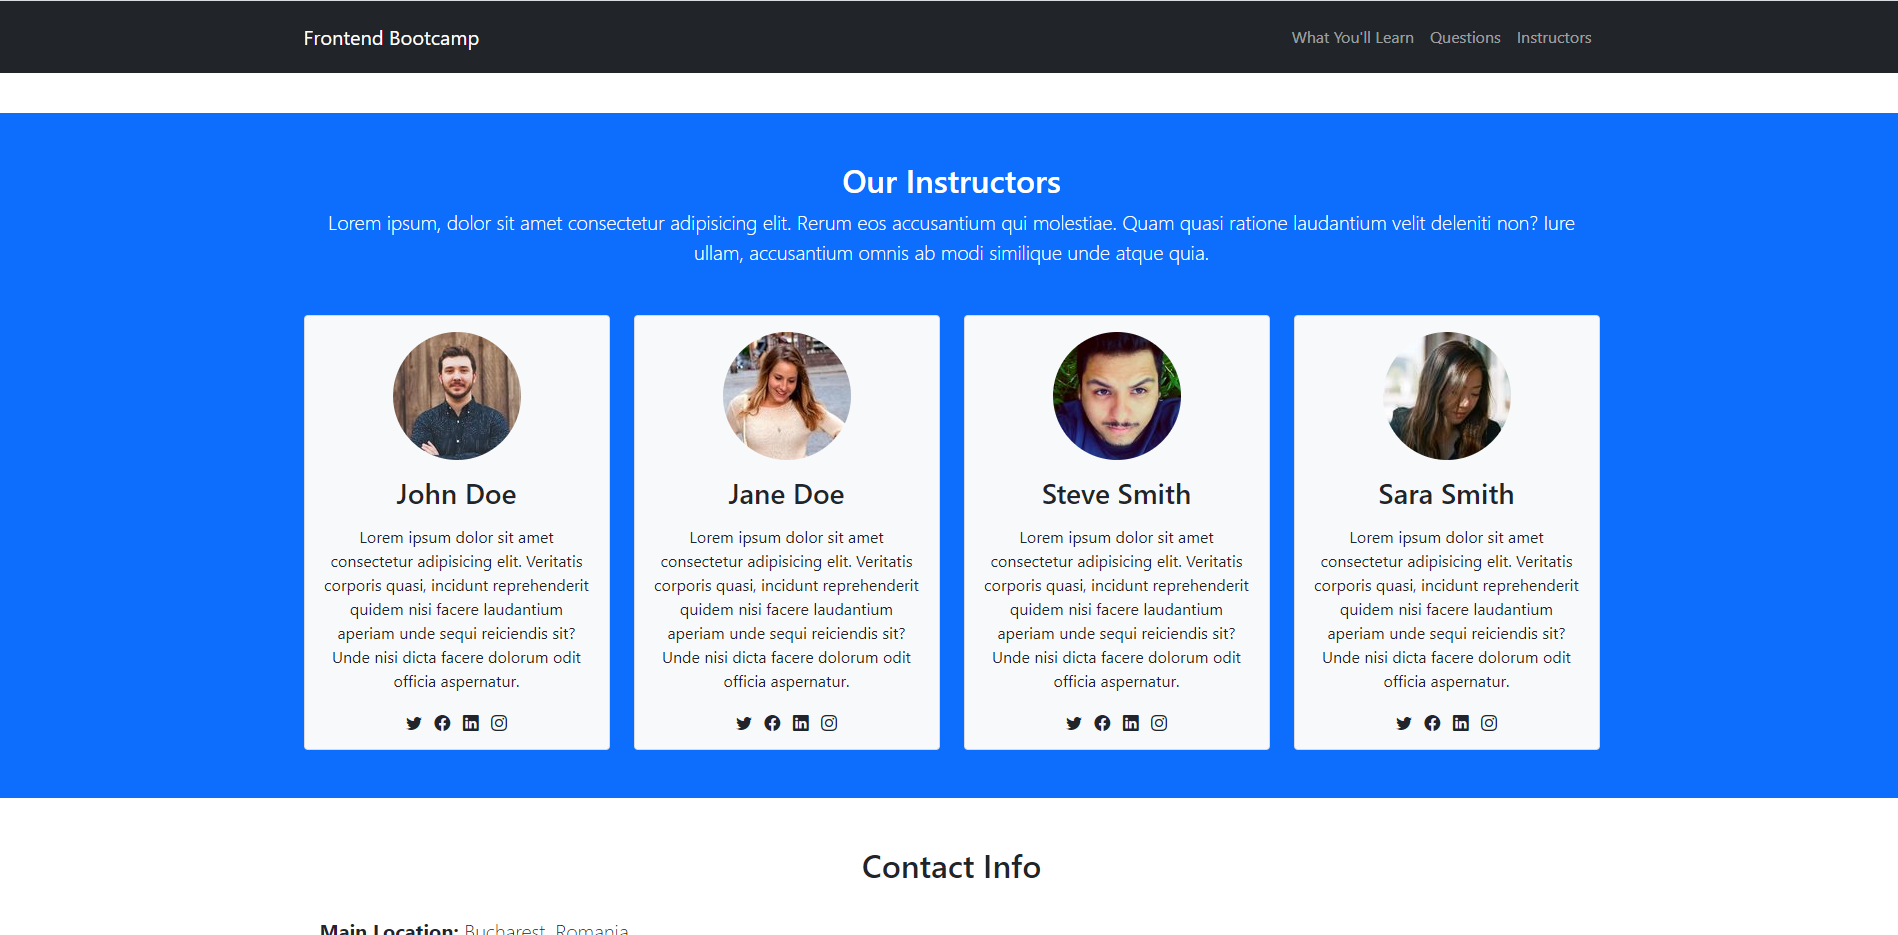 Frontend Bootcamp
What You'll Learn Questions Instructors
Our Instructors
Lorem ipsum, dolor sit amet consectetur adipisicing elit. Rerum eos accusantium qui molestiae. Quam quasi ratione laudantium velit deleniti non? Iure
ullam, accusantium omnis ab modi similique unde atque quia.
John Doe
Lorem ipsum dolor sit amet
consectetur adipisicing elit. Veritatis
corporis quasi, incidunt reprehenderit
quidem nisi facere laudantium
aperiam unde sequi reiciendis sit?
Unde nisi dicta facere dolorum odit
officia aspernatur.
Jane Doe
Lorem ipsum dolor sit amet
consectetur adipisicing elit. Veritatis
corporis quasi, incidunt reprehenderit
quidem nisi facere laudantium
aperiam unde sequi reiciendis sit?
Unde nisi dicta facere dolorum odit
officia aspernatur.
Steve Smith
Lorem ipsum dolor sit amet
consectetur adipisicing elit. Veritatis
corporis quasi, incidunt reprehenderit
quidem nisi facere laudantium
aperiam unde sequi reiciendis sit?
Unde nisi dicta facere dolorum odit
officia aspernatur.
Sara Smith
Lorem ipsum dolor sit amet
consectetur adipisicing elit. Veritatis
corporis quasi, incidunt reprehenderit
quidem nisi facere laudantium
aperiam unde sequi reiciendis sit?
Unde nisi dicta facere dolorum odit
officia aspernatur.
Contact Info
Main Location: Bucharest, Romania